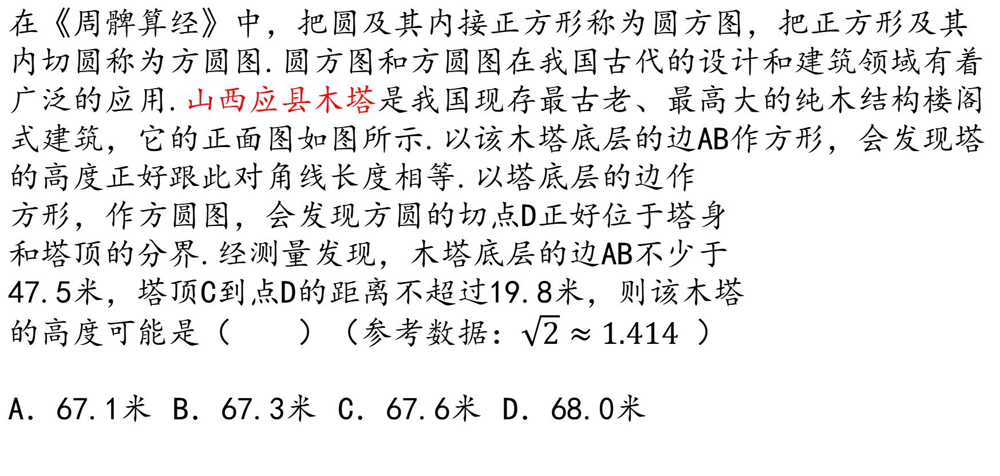 在《周髀算经》中，把圆及其内接正方形称为圆方图，把正方形及其
内切圆称为方圆图.圆方图和方圆图在我国古代的设计和建筑领域有着
广泛的应用.山西应县木塔是我国现存最古老、最高大的纯木结构楼阁
式建筑，它的正面图如图所示.以该木塔底层的边AB作方形，会发现塔
的高度正好跟此对角线长度相等.以塔底层的边作
方形，作方圆图，会发现方圆的切点D正好位于塔身
和塔顶的分界.经测量发现，木塔底层的边AB不少于
47.5米，塔顶C到点D的距离不超过19.8米，则该木塔
的高度可能是（　　）（参考数据：√2 ≈ 1.414 ）
A. 67.1米 B. 67.3米 C. 67.6米 D. 68.0米